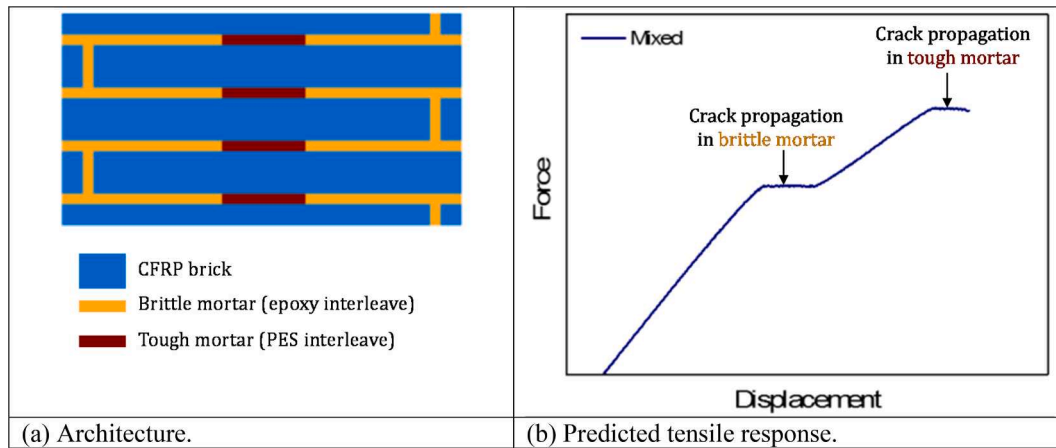 CFRP brick
Brittle mortar (epoxy interleave)
Tough mortar (PES interleave)
(a) Architecture.
Mixed
Crack propagation
in tough mortar
Crack propagation
in brittle mortar
Force
Displacement
(b) Predicted tensile response.